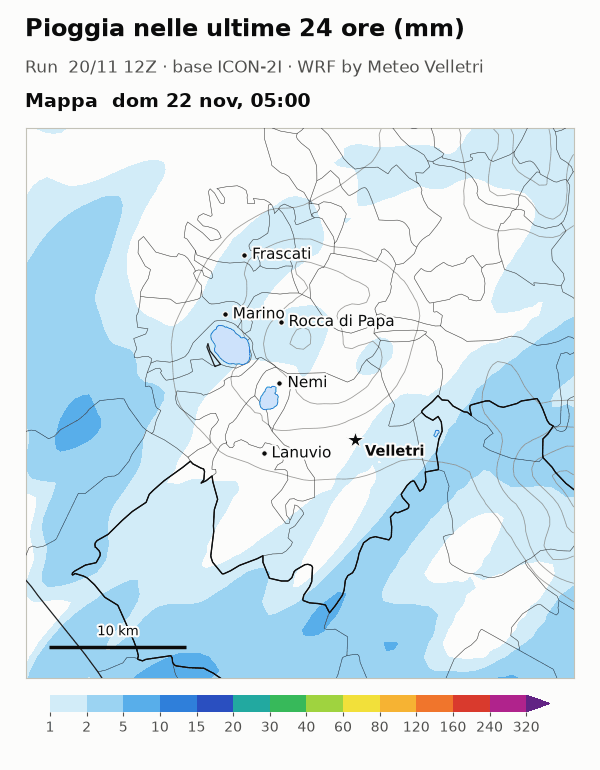 Pioggia nelle ultime 24 ore (mm)
Run  20/11 12Z · base ICON-2I · WRF by Meteo Velletri
Mappa  dom 22 nov, 05:00
Frascati
Marino
Rocca di Papa
Nemi
Velletri
Lanuvio
10 km
1 2 5 10 15 20 30 40 60 80 120 160 240 320